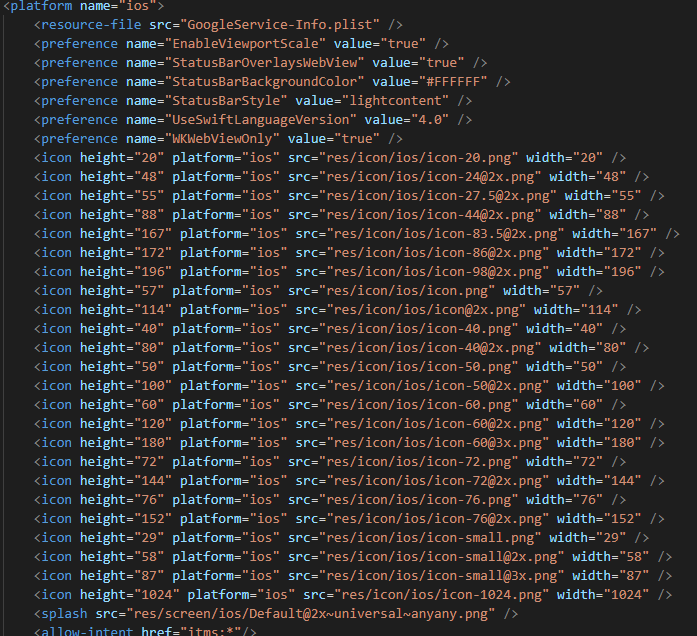 <platform name="ios">
<resource-file src="GoogleService-Info.plist" />
<preference name="EnableViewportScale" value="true" />
<preference name="StatusBarOverlaysWebView" value="true" />
<preference name="StatusBarBackgroundColor" value="#FFFFFF" />
<preference name="StatusBarStyle" value="lightcontent" />
<preference name="UseSwiftLanguageVersion" value="4.0" />
<preference name="WKWebViewOnly" value="true" />
<icon height="20" platform="ios" src="res/icon/ios/icon-20.png" width="20" />
<icon height="48" platform="ios" src="res/icon/ios/icon-24@2x.png" width="48" />
<icon height="55" platform="ios" src="res/icon/ios/icon-27.5@2x.png" width="55" />
<icon height="88" platform="ios" src="res/icon/ios/icon-44@2x.png" width="88" />
<icon height="167" platform="ios" src="res/icon/ios/icon-83.5@2x.png" width="167" />
<icon height="172" platform="ios" src="res/icon/ios/icon-86@2x.png" width="172" />
<icon height="196" platform="ios" src="res/icon/ios/icon-98@2x.png" width="196" />
<icon height="57" platform="ios" src="res/icon/ios/icon.png" width="57" />
<icon height="114" platform="ios" src="res/icon/ios/icon@2x.png" width="114" />
<icon height="40" platform="ios" src="res/icon/ios/icon-40.png" width="40" />
<icon height="80" platform="ios" src="res/icon/ios/icon-40@2x.png" width="80" />
<icon height="50" platform="ios" src="res/icon/ios/icon-50.png" width="50" />
<icon height="100" platform="ios" src="res/icon/ios/icon-50@2x.png" width="100" />
<icon height="60" platform="ios" src="res/icon/ios/icon-60.png" width="60" />
<icon height="120" platform="ios" src="res/icon/ios/icon-60@2x.png" width="120" />
<icon height="180" platform="ios" src="res/icon/ios/icon-60@3x.png" width="180" />
<icon height="72" platform="ios" src="res/icon/ios/icon-72.png" width="72" />
<icon height="144" platform="ios" src="res/icon/ios/icon-72@2x.png" width="144" />
<icon height="76" platform="ios" src="res/icon/ios/icon-76.png" width="76" />
<icon height="152" platform="ios" src="res/icon/ios/icon-76@2x.png" width="152" />
<icon height="29" platform="ios" src="res/icon/ios/icon-small.png" width="29" />
<icon height="58" platform="ios" src="res/icon/ios/icon-small@2x.png" width="58" />
<icon height="87" platform="ios" src="res/icon/ios/icon-small@3x.png" width="87" />
<icon height="1024" platform="ios" src="res/icon/ios/icon-1024.png" width="1024" />
<splash src="res/screen/ios/Default@2x~universal~anyany.png" />
<allow-intent href="itms:*"/>